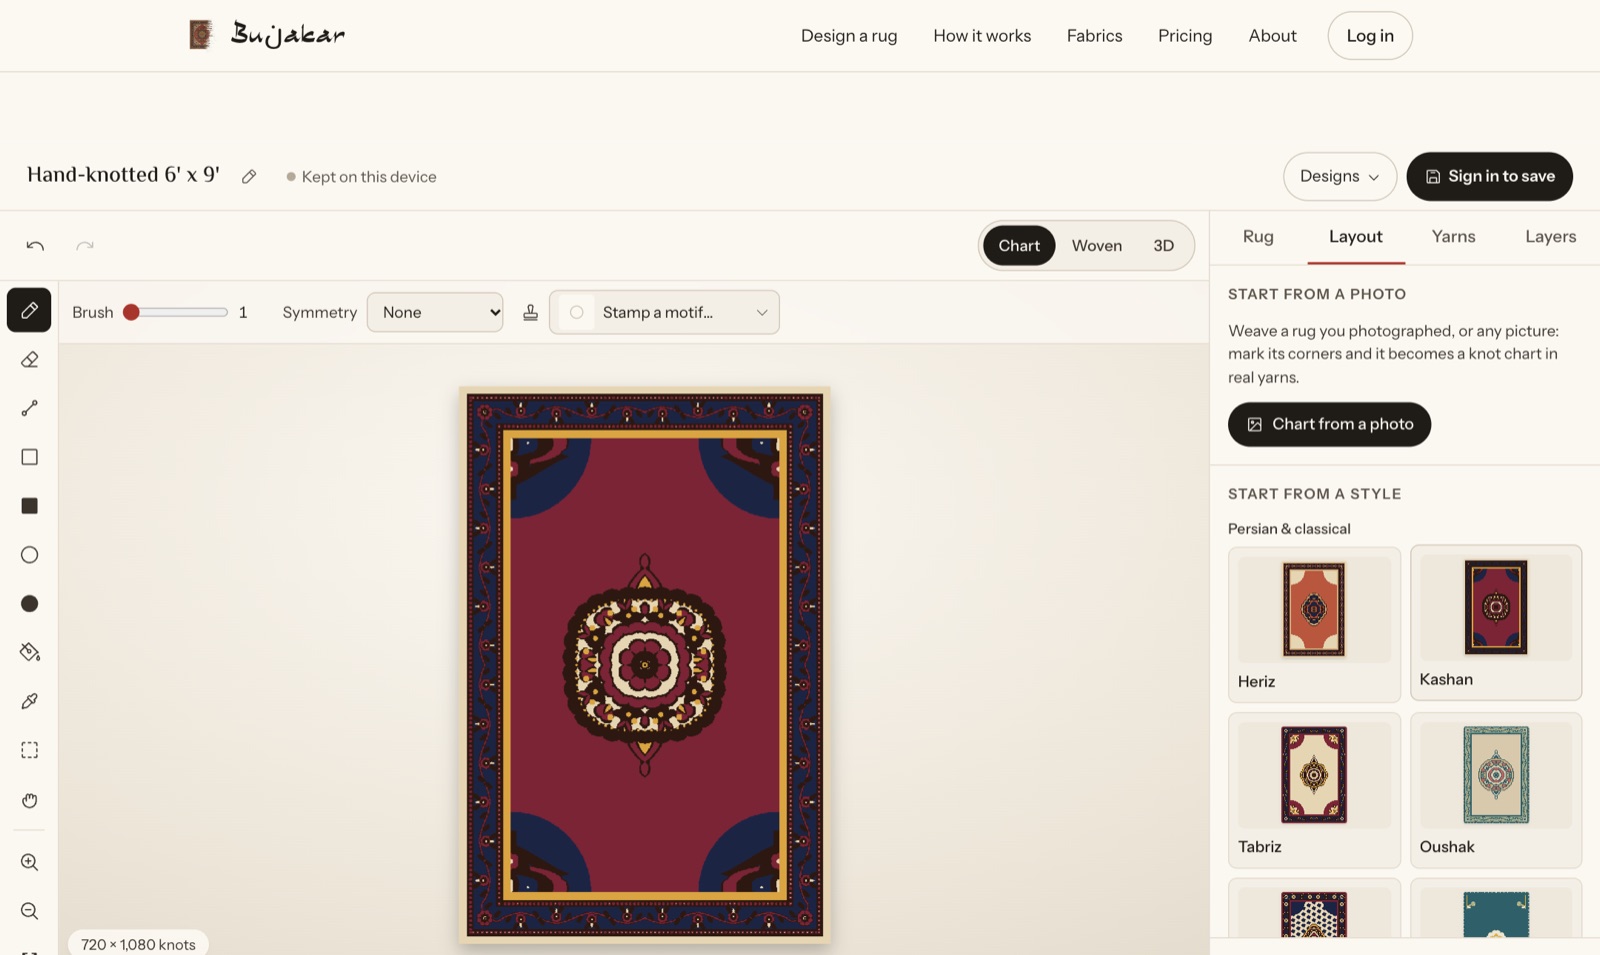 Bujakar
Design a rug
How it works
Fabrics
Pricing
About
Log in
Hand-knotted 6' x 9'
Kept on this device
Designs
Sign in to save
Chart
Woven
3D
Rug
Layout
Yarns
Layers
Brush
1
Symmetry
None
Stamp a motif...
START FROM A PHOTO
Weave a rug you photographed, or any picture:
mark its corners and it becomes a knot chart in
real yarns.
Chart from a photo
START FROM A STYLE
Persian & classical
Heriz
Kashan
Tabriz
Oushak
720 × 1,080 knots